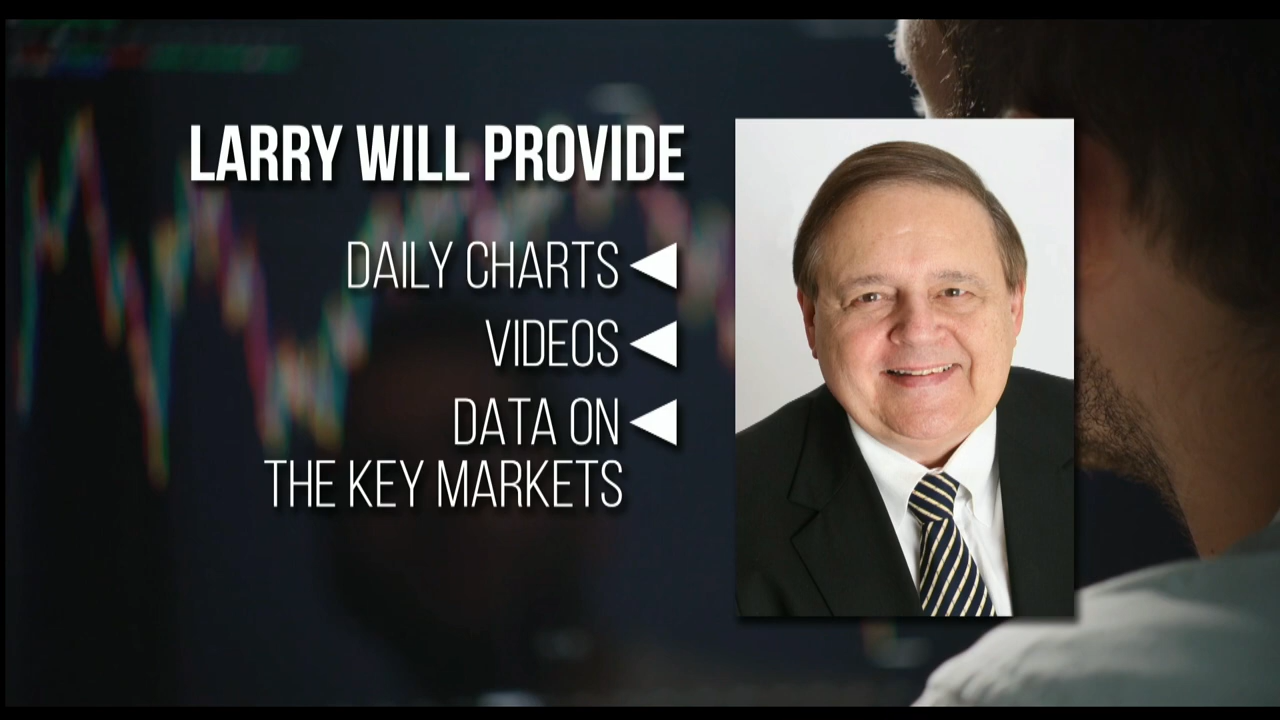 LARRY WILL PROVIDE
DAILY CHARTS
VIDEOS
DATA ON
THE KEY MARKETS